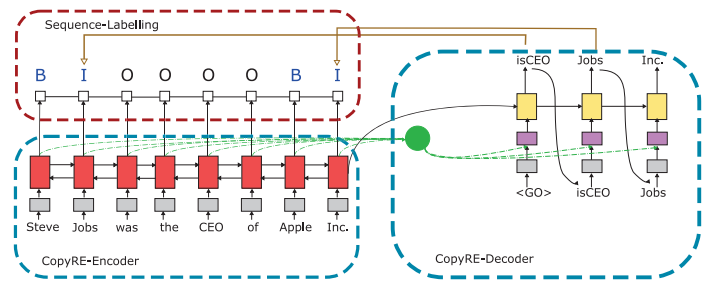 Sequence-Labelling
B I O O O O B I
isCEO Jobs Inc.
<GO> isCEO Jobs
Steve Jobs was the CEO of Apple Inc.
CopyRE-Encoder
CopyRE-Decoder